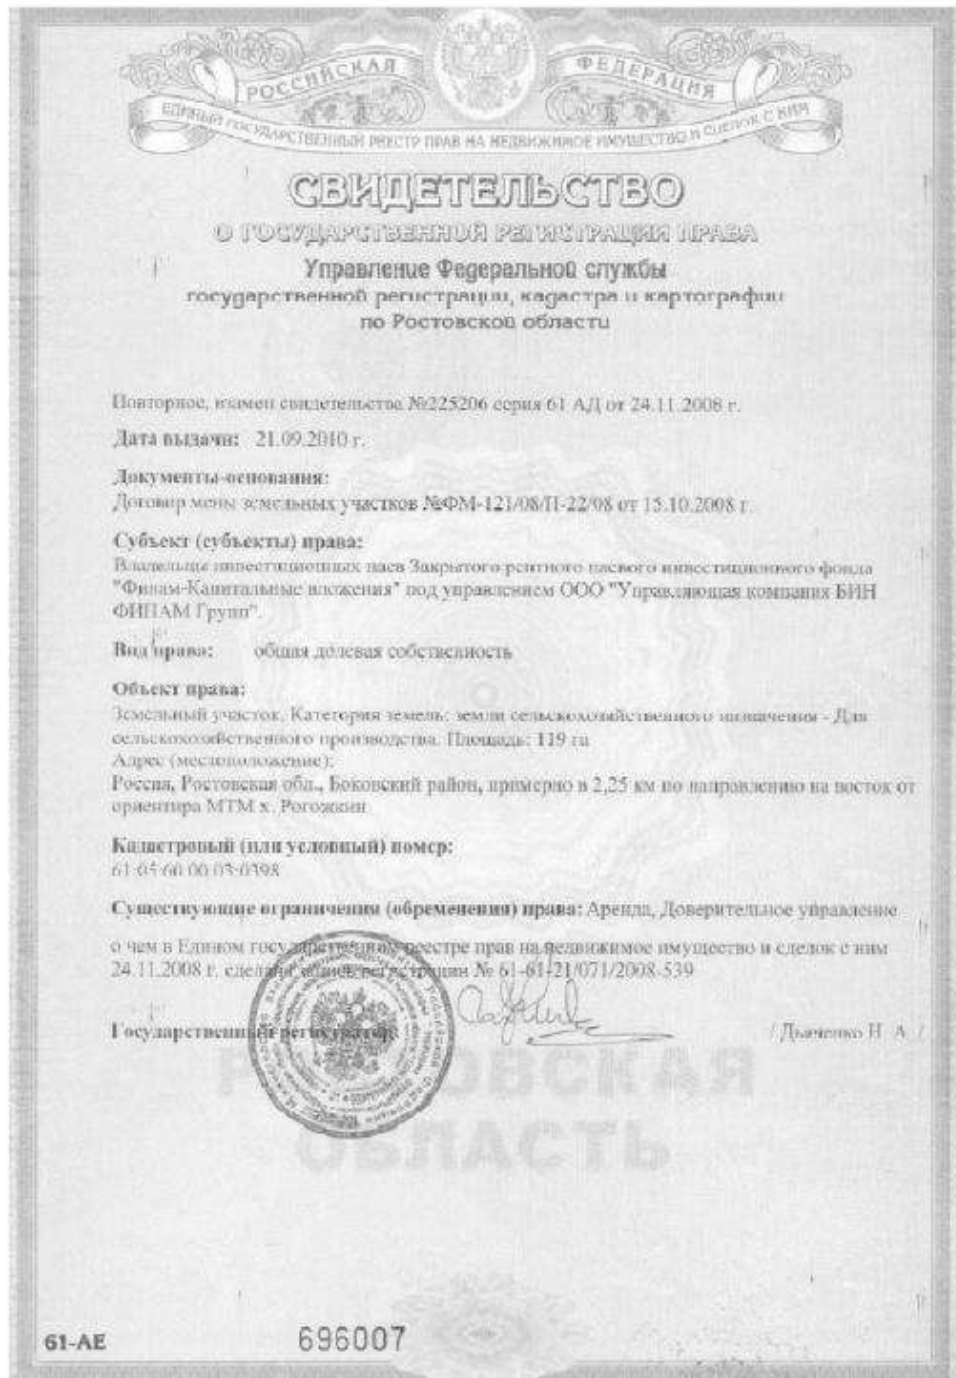 РОССИЙСКАЯ ФЕДЕРАЦИЯ
ЕДИНЫЙ ГОСУДАРСТВЕННЫЙ РЕЕСТР ПРАВ НА НЕДВИЖИМОЕ ИМУЩЕСТВО И СДЕЛОК С НИМ
СВИДЕТЕЛЬСТВО
О ГОСУДАРСТВЕННОЙ РЕГИСТРАЦИИ ПРАВА
Управление Федеральной службы
государственной регистрации, кадастра и картографии
по Ростовской области
Повторное, взамен свидетельства №225206 серия 61 АД от 24.11.2008 г.
Дата выдачи: 21.09.2010 г.
Документы-основания:
Договор мены земельных участков №ФМ-121/08/П-22/08 от 15.10.2008 г.
Субъект (субъекты) права:
Владельцы инвестиционных паев Закрытого рентного паевого инвестиционного фонда
"Финам-Капитальные вложения" под управлением ООО "Управляющая компания БИН
ФИНАМ Групп".
Вид права: общая долевая собственность
Объект права:
Земельный участок. Категория земель: земли сельскохозяйственного назначения - Для
сельскохозяйственного производства. Площадь: 119 га
Адрес (местоположение):
Россия, Ростовская обл., Боковский район, примерно в 2,25 км по направлению на восток от
ориентира МТМ х. Рогожкин
Кадастровый (или условный) номер:
61:05:60 00 03:0398
Существующие ограничения (обременения) права: Аренда, Доверительное управление
о чем в Едином государственном реестре прав на недвижимое имущество и сделок с ним
24.11.2008 г. сделана запись регистрации № 61-61-21/071/2008-539
Государственный регистратор / Дьяченко Н. А. /
РОСТОВСКАЯ
ОБЛАСТЬ
61-АЕ 696007